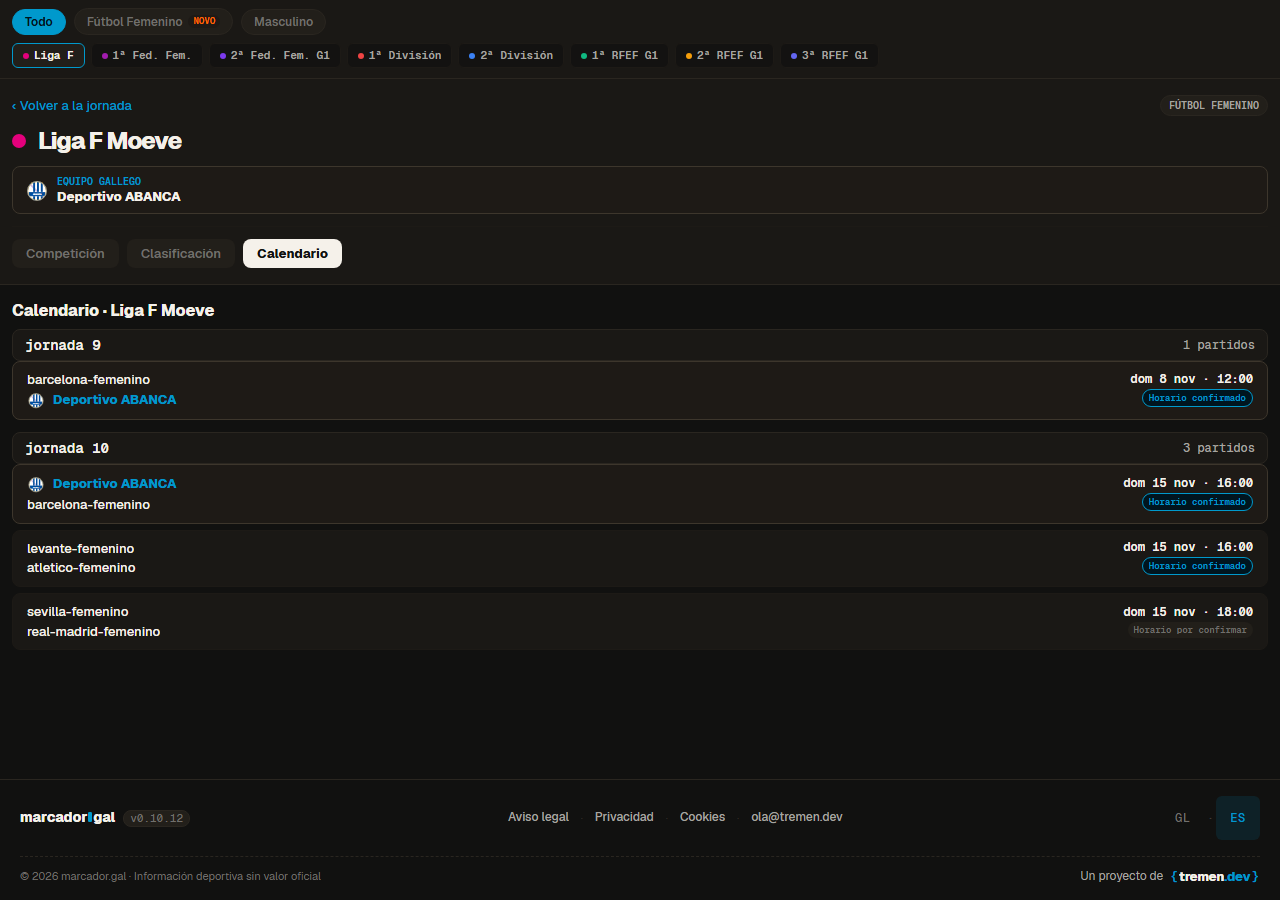 Todo Fútbol Femenino NOVO Masculino
Liga F 1ª Fed. Fem. 2ª Fed. Fem. G1 1ª División 2ª División 1ª RFEF G1 2ª RFEF G1 3ª RFEF G1
‹ Volver a la jornada FÚTBOL FEMENINO
Liga F Moeve
EQUIPO GALLEGO
Deportivo ABANCA
Competición Clasificación Calendario
Calendario · Liga F Moeve
jornada 9 1 partidos
barcelona-femenino dom 8 nov · 12:00
Deportivo ABANCA Horario confirmado
jornada 10 3 partidos
Deportivo ABANCA dom 15 nov · 16:00
barcelona-femenino Horario confirmado
levante-femenino dom 15 nov · 16:00
atletico-femenino Horario confirmado
sevilla-femenino dom 15 nov · 18:00
real-madrid-femenino Horario por confirmar
marcador gal v0.10.12 Aviso legal · Privacidad · Cookies · ola@tremen.dev GL · ES
© 2026 marcador.gal · Información deportiva sin valor oficial Un proyecto de {tremen.dev}